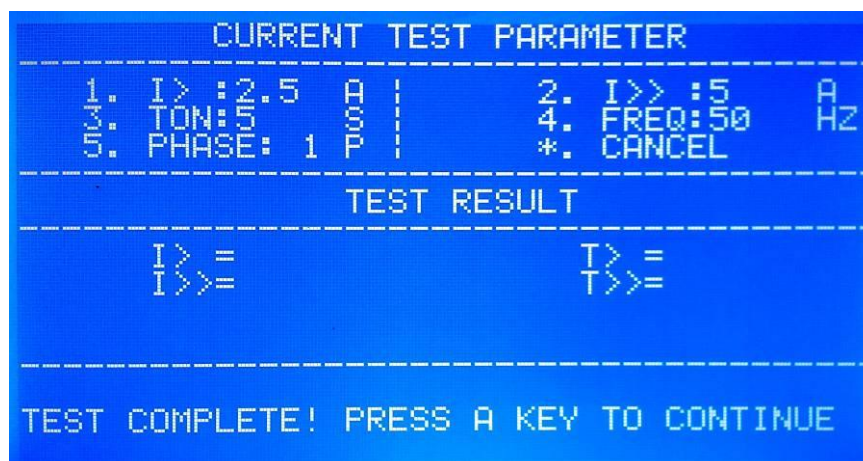 CURRENT TEST PARAMETER
1. I> :2.5 A ¦ 2. I>> :5 A
3. TON:5 S ¦ 4. FREQ:50 HZ
5. PHASE: 1 P ¦ *. CANCEL
TEST RESULT
I> = T> =
I>>= T>>=
TEST COMPLETE! PRESS A KEY TO CONTINUE